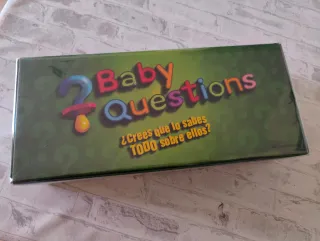 Baby
Questions
¿Crees que lo sabes
TODO sobre ellos?